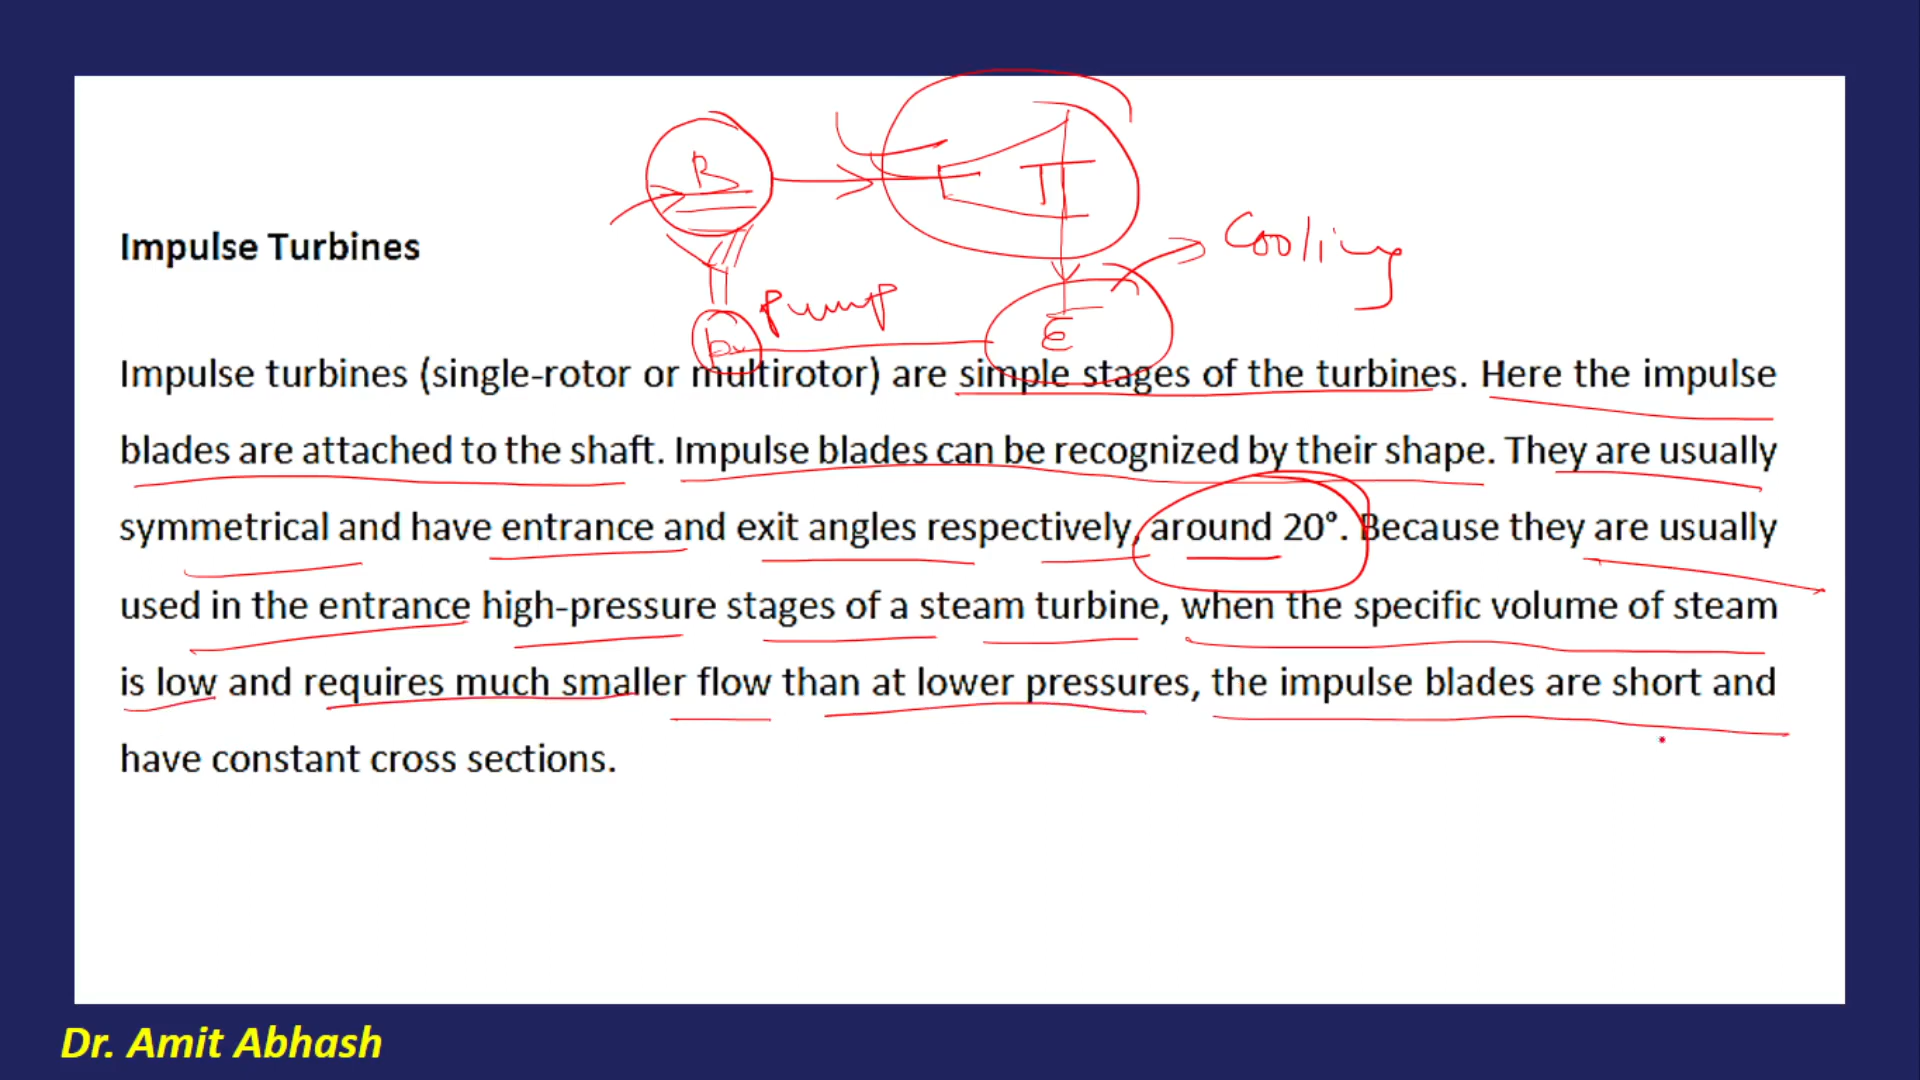 B
T
Cooling
Impulse Turbines
Pump
E
Impulse turbines (single-rotor or multirotor) are simple stages of the turbines. Here the impulse
blades are attached to the shaft. Impulse blades can be recognized by their shape. They are usually
symmetrical and have entrance and exit angles respectively, around 20°. Because they are usually
used in the entrance high-pressure stages of a steam turbine, when the specific volume of steam
is low and requires much smaller flow than at lower pressures, the impulse blades are short and
have constant cross sections.
Dr. Amit Abhash